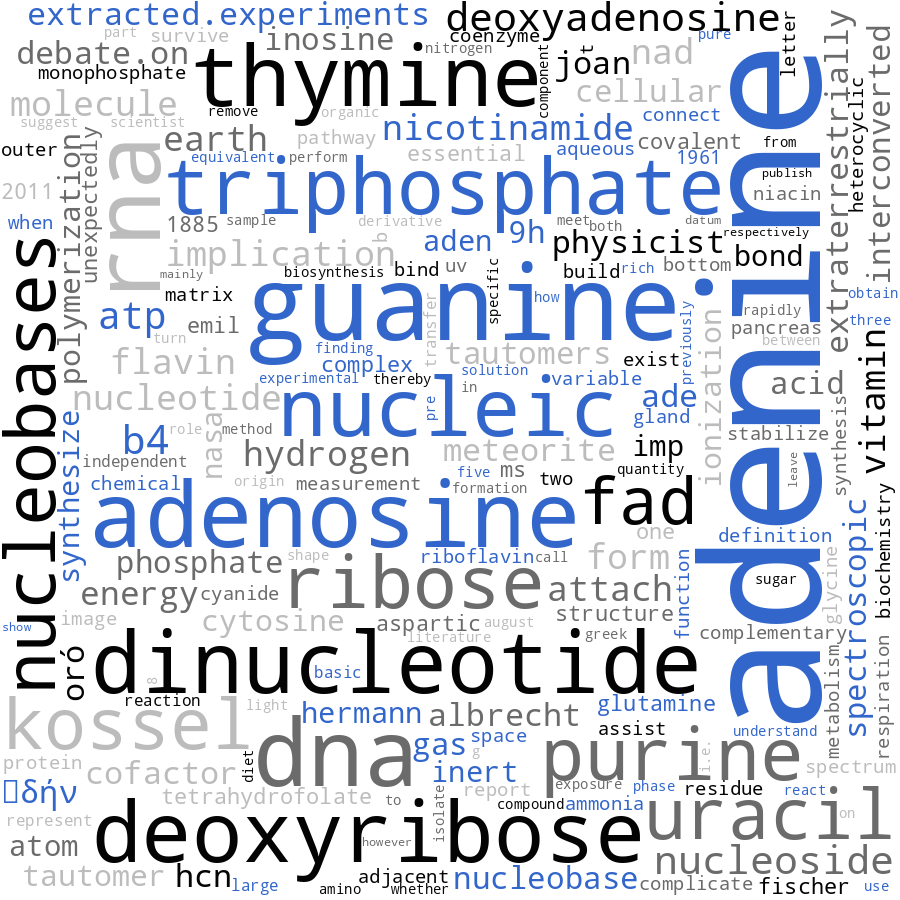 extracted.experiments
deoxyadenosine
part
survive
coenzyme
pure
letter
debate.on
inosine
nitrogen
it
joan
nad
thymine
monophosphate
component
cellular
adenine
extraterrestrially
interconverted
molecule
remove
organic
connect
heterocyclic
suggest
scientist
nicotinamide
earth
pathway
covalent
from
outer
unexpectedly
rna
equivalent
perform
essential
aqueous
1961
publish
2011
polymerization
triphosphate
niacin
when
1885
sample
derivative
meet
both
datum
respectively
implication
b
aden
9h
physicist
bond
nucleobases
mainly
biosynthesis
bind
uv
specific
build
rich
bottom
matrix
guanine
how
previously
obtain
atp
emil
transfer
rapidly
three
turn
finding
pancreas
between
flavin
complex
tautomers
exist
ionization
vitamin
experimental
thereby
solution
in
variable
acid
nucleotide
pre
nucleic
ade
gland
synthesis
b4
role
method
nasa
stabilize
independent
hydrogen
meteorite
imp
synthesize
quantity
leave
chemical
origin
measurement
five
ms
two
formation
adenosine
fad
biochemistry
one
definition
spectroscopic
phosphate
shape
riboflavin
call
form
glycine
function
sugar
energy
cyanide
ribose
attach
structure
show
image
cytosine
aspartic
august
literature
greek
complementary
oró
dinucleotide
metabolism
respiration
basic
8
reaction
light
hermann
albrecht
glutamine
kossel
assist
understand
gas
space
g
i.e.
protein
cofactor
diet
dna
inert
purine
spectrum
δήν
tetrahydrofolate
to
isolate
report
exposure
phase
residue
react
compound
ammonia
represent
deoxyribose
uracil
on
atom
however
nucleoside
tautomer
hcn
large
adjacent
amino
whether
nucleobase
complicate
fischer
use